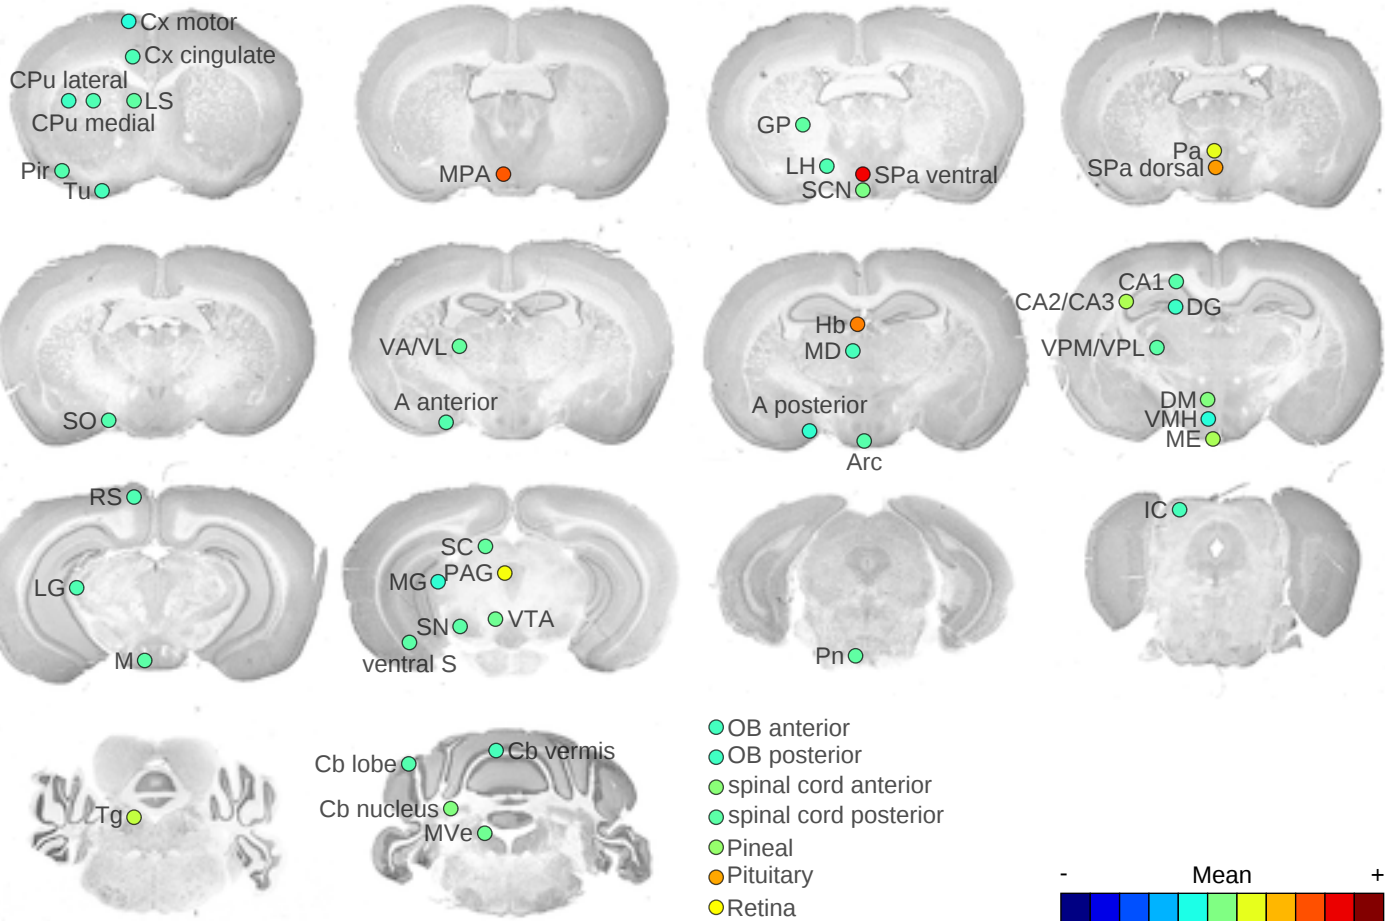 Cx motor
Cx cingulate
CPu lateral
LS
CPu medial
Pir
Tu
MPA
GP
LH
SPa ventral
SCN
Pa
SPa dorsal
SO
VA/VL
A anterior
Hb
MD
A posterior
Arc
CA1
CA2/CA3
DG
VPM/VPL
DM
VMH
ME
RS
LG
M
SC
MG
PAG
SN
VTA
ventral S
Pn
IC
Tg
Cb lobe
Cb vermis
Cb nucleus
MVe
OB anterior
OB posterior
spinal cord anterior
spinal cord posterior
Pineal
Pituitary
Retina
- Mean +